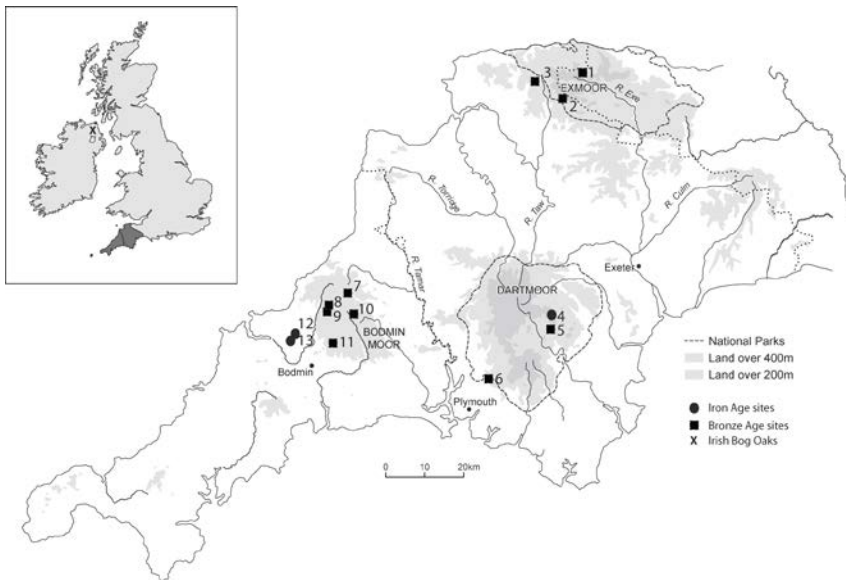 X
3
1
R. Exe
EXMOOR
2
R. Torridge
R. Taw
R. Culm
R. Tamar
Exeter
DARTMOOR
7
8
9
10
4
5
12
13
BODMIN
MOOR
11
Bodmin
6
Plymouth
National Parks
Land over 400m
Land over 200m
Iron Age sites
Bronze Age sites
X Irish Bog Oaks
0 20km